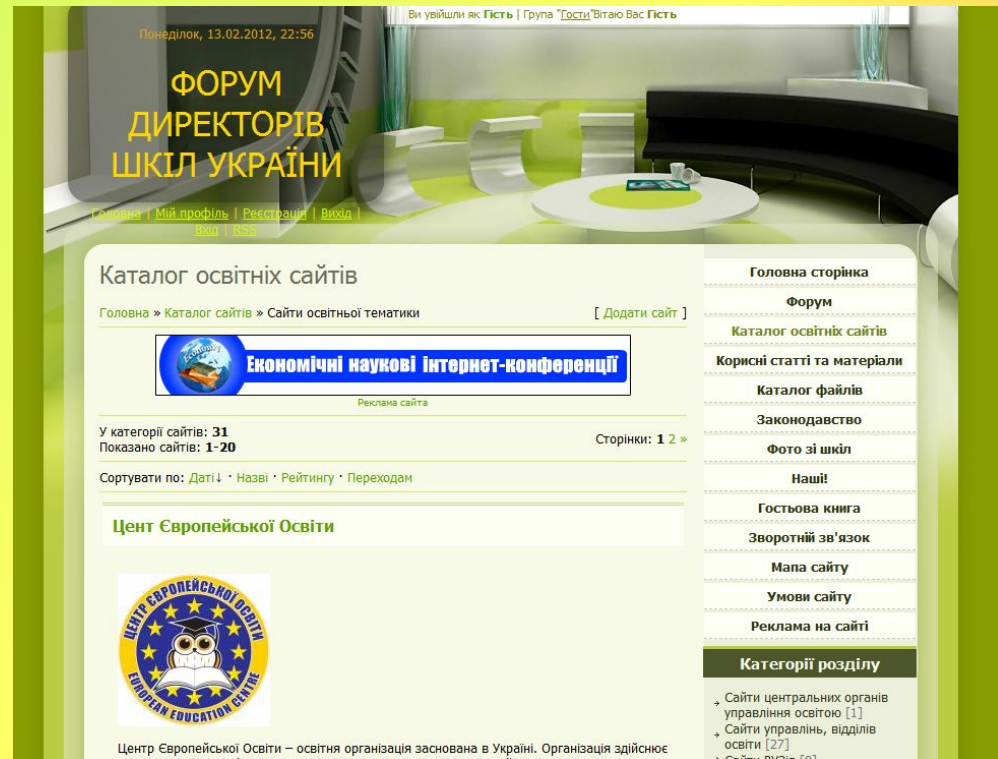 Ви увійшли як Гість | Група "Гости"Вітаю Вас Гість
Понеділок, 13.02.2012, 22:56
ФОРУМ
ДИРЕКТОРІВ
ШКІЛ УКРАЇНИ
Головна | Мій профіль | Реєстрація | Вихід |
Вхід | RSS
Каталог освітніх сайтів
Головна » Каталог сайтів » Сайти освітньої тематики
[ Додати сайт ]
Економічні наукові інтернет-конференції
Реклама сайта
У категорії сайтів: 31
Показано сайтів: 1-20
Сторінки: 1 2 »
Сортувати по: Даті↓ · Назві · Рейтингу · Переходам
Цент Європейської Освіти
ЦЕНТР ЄВРОПЕЙСЬКОЇ ОСВІТИ
EUROPEAN EDUCATION CENTRE
Центр Європейської Освіти – освітня організація заснована в Україні. Організація здійснює
Головна сторінка
Форум
Каталог освітніх сайтів
Корисні статті та матеріали
Каталог файлів
Законодавство
Фото зі шкіл
Наші!
Гостьова книга
Зворотній зв'язок
Мапа сайту
Умови сайту
Реклама на сайті
Категорії розділу
Сайти центральних органів
управління освітою [1]
Сайти управлінь, відділів
освіти [27]